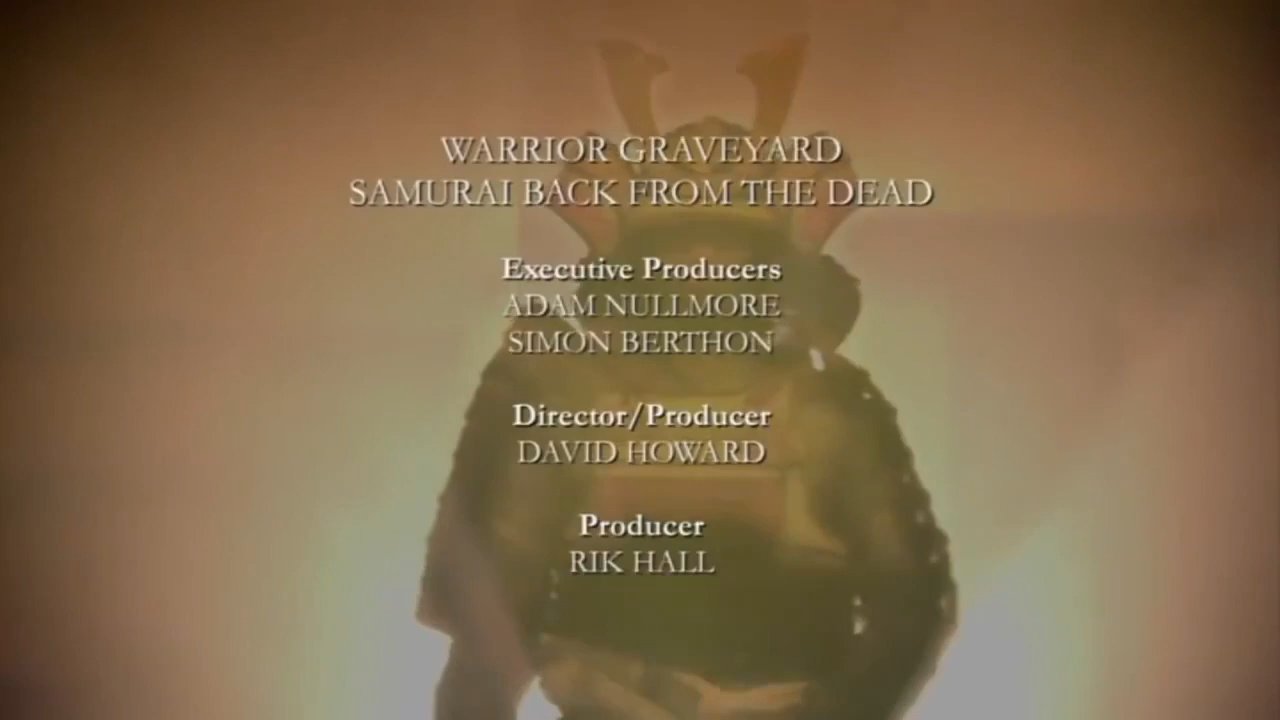 WARRIOR GRAVEYARD
SAMURAI BACK FROM THE DEAD
Executive Producers
ADAM NULLMORE
SIMON BERTHON
Director/Producer
DAVID HOWARD
Producer
RIK HALL